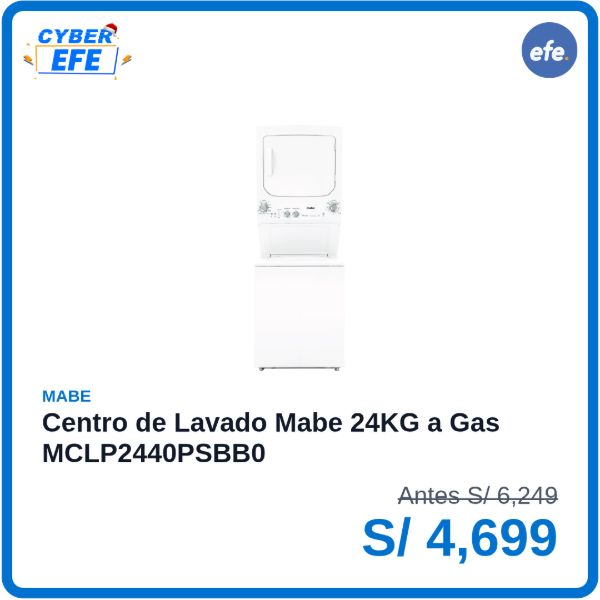 CYBER
EFE
efe.
MABE
Centro de Lavado Mabe 24KG a Gas
MCLP2440PSBB0
Antes S/ 6,249
S/ 4,699